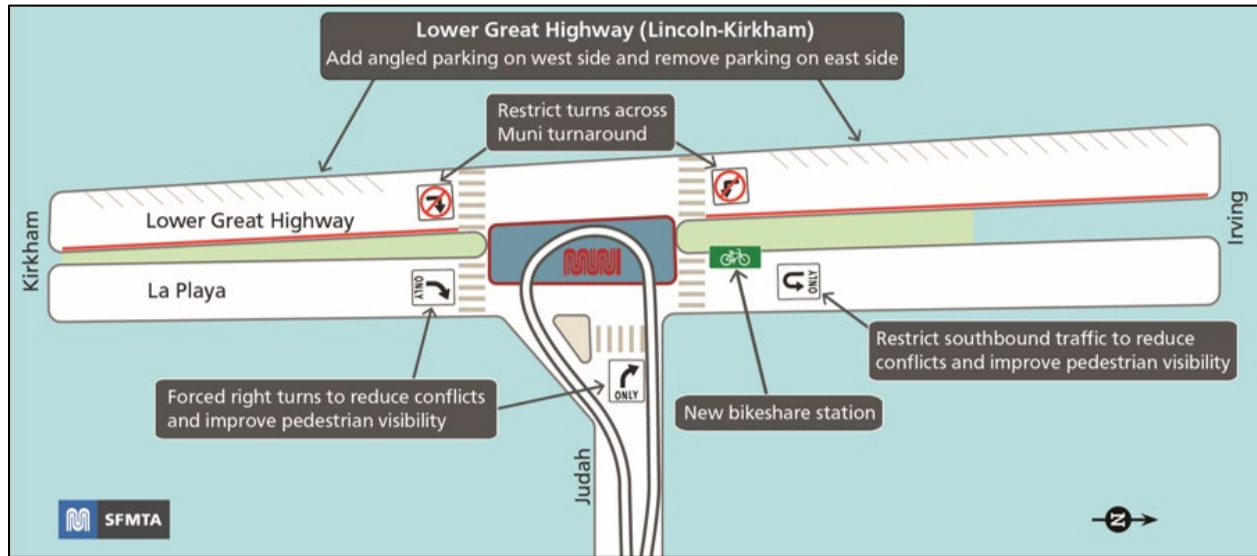 Lower Great Highway (Lincoln-Kirkham)
Add angled parking on west side and remove parking on east side
Restrict turns across
Muni turnaround
Kirkham
Lower Great Highway
Irving
MUNI
La Playa
ONLY
ONLY
Restrict southbound traffic to reduce
conflicts and improve pedestrian visibility
Forced right turns to reduce conflicts
and improve pedestrian visibility
ONLY
New bikeshare station
Judah
SFMTA
N